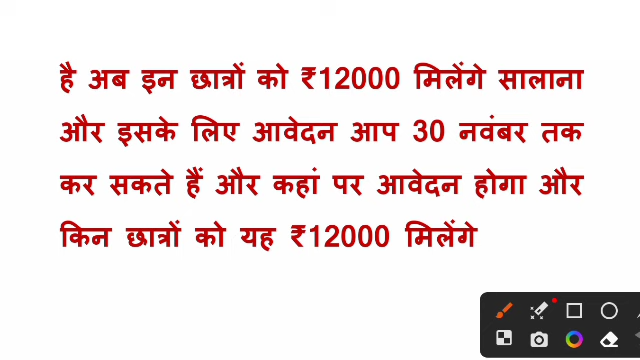 है अब इन छात्रों को ₹12000 मिलेंगे सालाना
और इसके लिए आवेदन आप 30 नवंबर तक
कर सकते हैं और कहां पर आवेदन होगा और
किन छात्रों को यह ₹12000 मिलेंगे